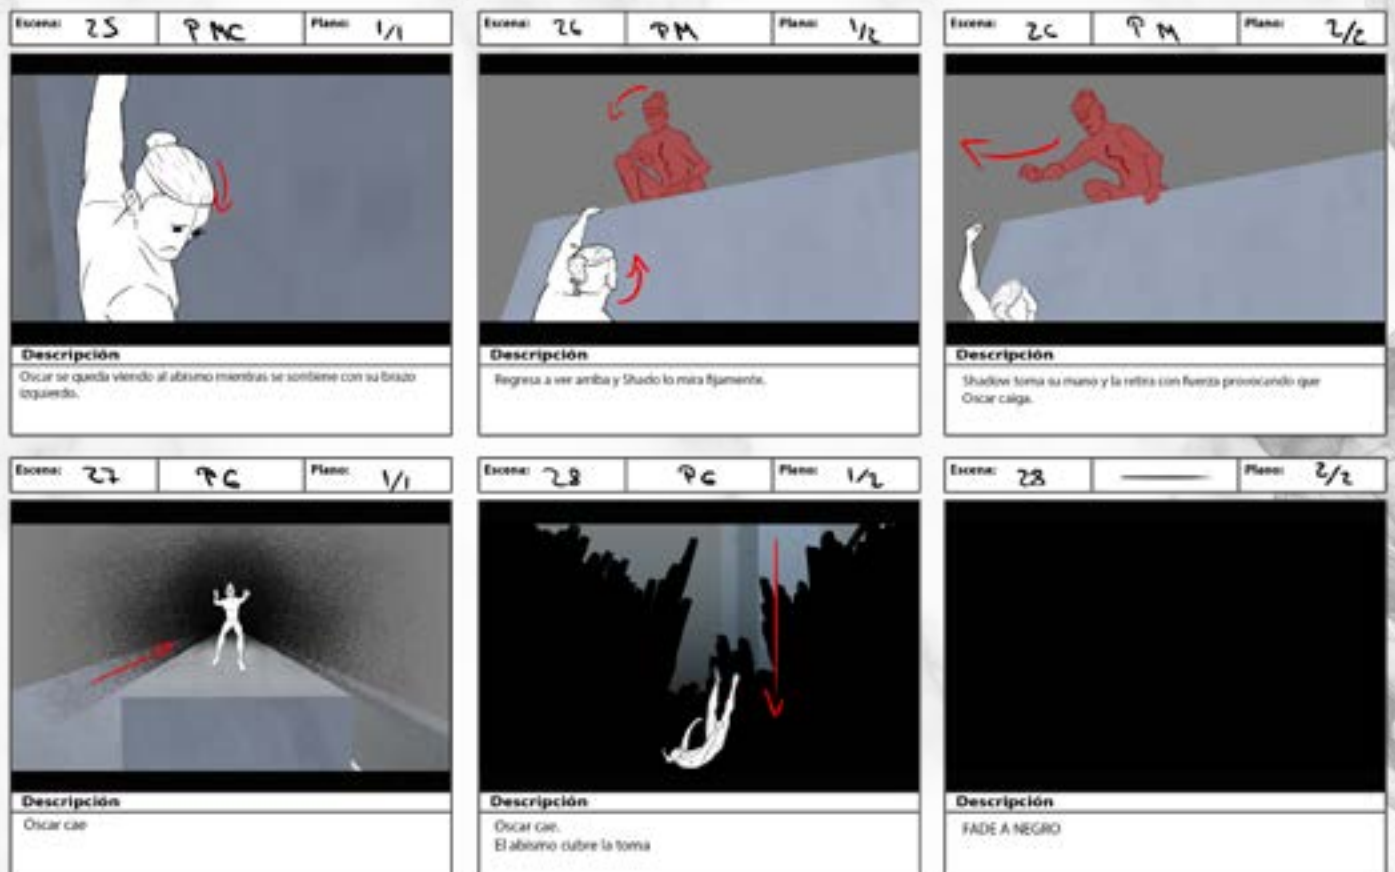 Escena: 25 PMC Plano: 1/1
Escena: 26 PM Plano: 1/2
Escena: 26 PM Plano: 2/2
Descripción
Oscar se queda viendo al abismo mientras se sostiene con su brazo
izquierdo.
Descripción
Regresa a ver arriba y Shado lo mira fijamente.
Descripción
Shadow toma su mano y la retira con fuerza provocando que
Oscar caiga.
Escena: 27 PG Plano: 1/1
Escena: 28 PG Plano: 1/2
Escena: 28 Plano: 2/2
Descripción
Oscar cae
Descripción
Oscar cae.
El abismo cubre la toma
Descripción
FADE A NEGRO